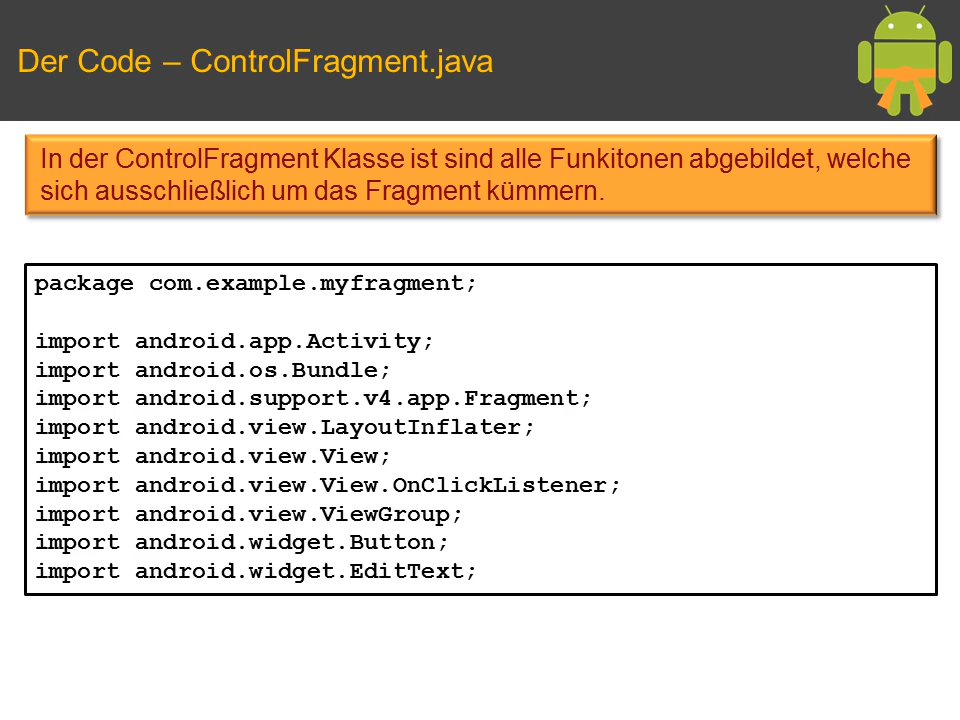 Der Code – ControlFragment.java
In der ControlFragment Klasse ist sind alle Funkitonen abgebildet, welche
sich ausschließlich um das Fragment kümmern.
package com.example.myfragment;
import android.app.Activity;
import android.os.Bundle;
import android.support.v4.app.Fragment;
import android.view.LayoutInflater;
import android.view.View;
import android.view.View.OnClickListener;
import android.view.ViewGroup;
import android.widget.Button;
import android.widget.EditText;